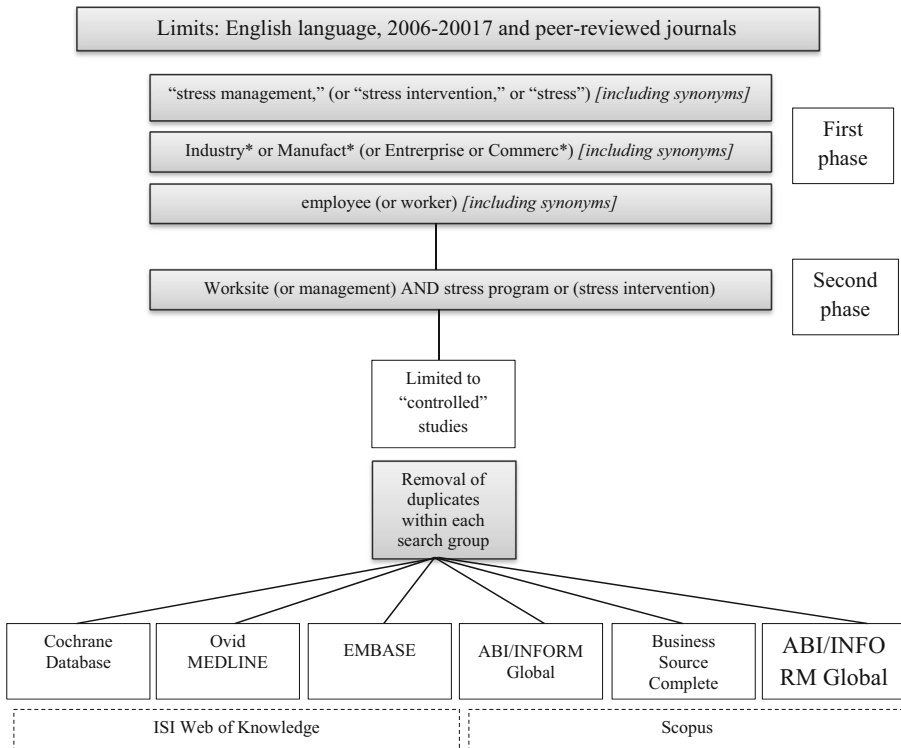 Limits: English language, 2006-20017 and peer-reviewed journals
“stress management,” (or “stress intervention,” or “stress”) [including synonyms]
Industry* or Manufact* (or Entrerprise or Commerc*) [including synonyms]
employee (or worker) [including synonyms]
First
phase
Worksite (or management) AND stress program or (stress intervention)
Second
phase
Limited to
“controlled”
studies
Removal of
duplicates
within each
search group
Cochrane
Database
Ovid
MEDLINE
EMBASE
ABI/INFORM
Global
Business
Source
Complete
ABI/INFO
RM Global
ISI Web of Knowledge
Scopus